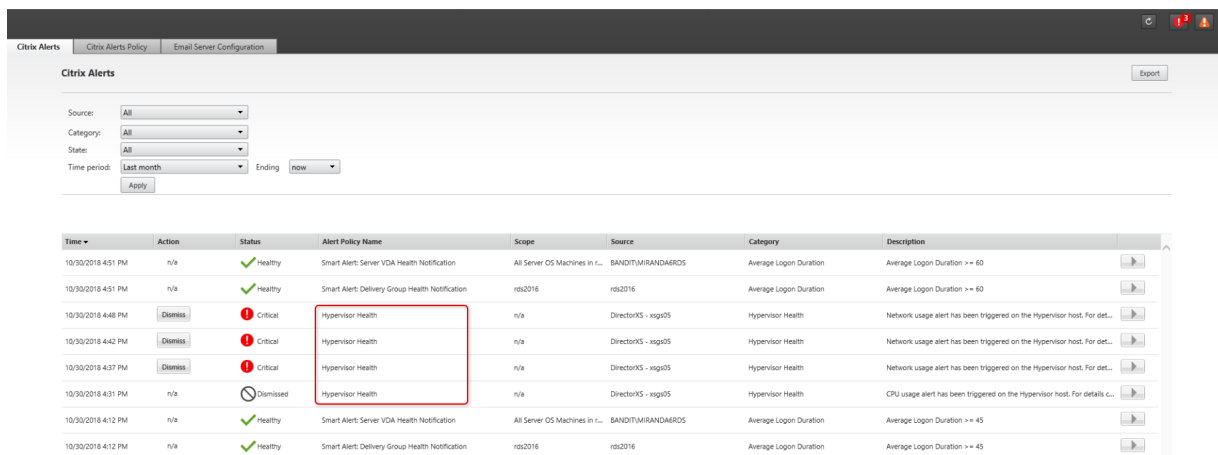 3
Citrix Alerts Citrix Alerts Policy Email Server Configuration
Citrix Alerts Export
Source: All
Category: All
State: All
Time period: Last month Ending now
Apply
Time Action Status Alert Policy Name Scope Source Category Description
10/30/2018 4:51 PM n/a Healthy Smart Alert: Server VDA Health Notification All Server OS Machines in r... BANDIT\MIRANDA6RDS Average Logon Duration Average Logon Duration >= 60
10/30/2018 4:51 PM n/a Healthy Smart Alert: Delivery Group Health Notification rds2016 rds2016 Average Logon Duration Average Logon Duration >= 60
10/30/2018 4:48 PM Dismiss Critical Hypervisor Health n/a DirectorXS - xsgs05 Hypervisor Health Network usage alert has been triggered on the Hypervisor host. For det...
10/30/2018 4:42 PM Dismiss Critical Hypervisor Health n/a DirectorXS - xsgs05 Hypervisor Health Network usage alert has been triggered on the Hypervisor host. For det...
10/30/2018 4:37 PM Dismiss Critical Hypervisor Health n/a DirectorXS - xsgs05 Hypervisor Health Network usage alert has been triggered on the Hypervisor host. For det...
10/30/2018 4:31 PM n/a Dismissed Hypervisor Health n/a DirectorXS - xsgs05 Hypervisor Health CPU usage alert has been triggered on the Hypervisor host. For details c...
10/30/2018 4:12 PM n/a Healthy Smart Alert: Server VDA Health Notification All Server OS Machines in r... BANDIT\MIRANDA6RDS Average Logon Duration Average Logon Duration >= 45
10/30/2018 4:12 PM n/a Healthy Smart Alert: Delivery Group Health Notification rds2016 rds2016 Average Logon Duration Average Logon Duration >= 45